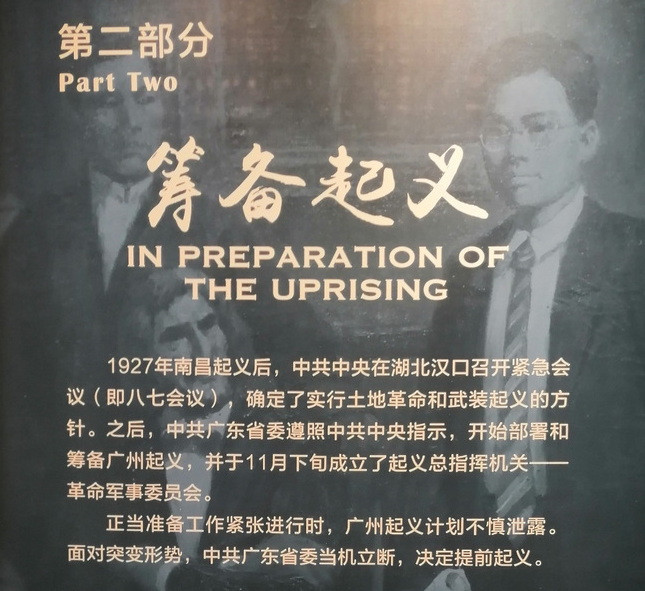 第二部分
Part Two
筹备起义
IN PREPARATION OF
THE UPRISING
1927年南昌起义后，中共中央在湖北汉口召开紧急会
议（即八七会议），确定了实行土地革命和武装起义的方
针。之后，中共广东省委遵照中共中央指示，开始部署和
筹备广州起义，并于11月下旬成立了起义总指挥机关——
革命军事委员会。
正当准备工作紧张进行时，广州起义计划不慎泄露。
面对突变形势，中共广东省委当机立断，决定提前起义。